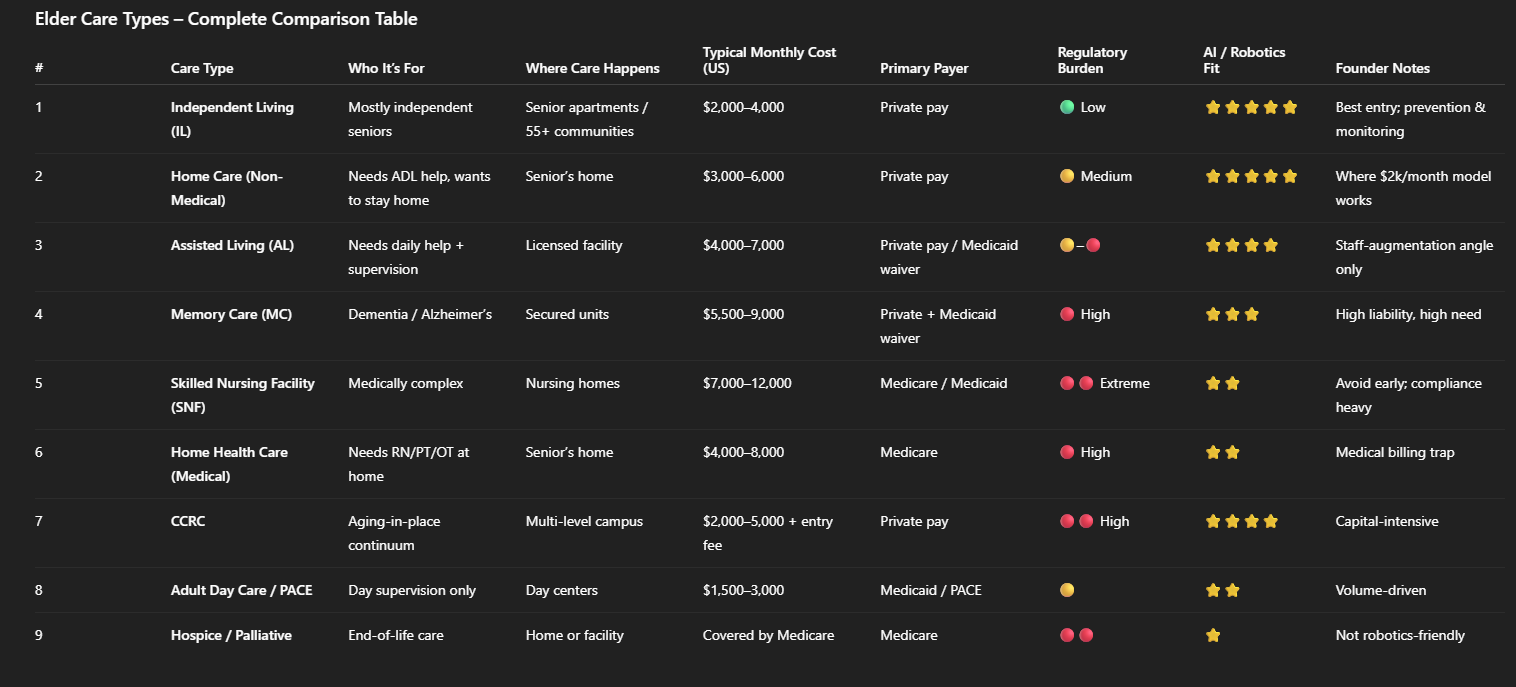 Elder Care Types – Complete Comparison Table
# Care Type Who It’s For Where Care Happens Typical Monthly Cost (US) Primary Payer Regulatory Burden AI / Robotics Fit Founder Notes
1 Independent Living (IL) Mostly independent seniors Senior apartments / 55+ communities $2,000–4,000 Private pay 🟢 Low ⭐⭐⭐⭐⭐ Best entry; prevention & monitoring
2 Home Care (Non-Medical) Needs ADL help, wants to stay home Senior’s home $3,000–6,000 Private pay 🟡 Medium ⭐⭐⭐⭐⭐ Where $2k/month model works
3 Assisted Living (AL) Needs daily help + supervision Licensed facility $4,000–7,000 Private pay / Medicaid waiver 🟡–🔴 ⭐⭐⭐⭐ Staff-augmentation angle only
4 Memory Care (MC) Dementia / Alzheimer’s Secured units $5,500–9,000 Private + Medicaid waiver 🔴 High ⭐⭐⭐ High liability, high need
5 Skilled Nursing Facility (SNF) Medically complex Nursing homes $7,000–12,000 Medicare / Medicaid 🔴🔴 Extreme ⭐⭐ Avoid early; compliance heavy
6 Home Health Care (Medical) Needs RN/PT/OT at home Senior’s home $4,000–8,000 Medicare 🔴 High ⭐⭐ Medical billing trap
7 CCRC Aging-in-place continuum Multi-level campus $2,000–5,000 + entry fee Private pay 🔴🔴 High ⭐⭐⭐⭐ Capital-intensive
8 Adult Day Care / PACE Day supervision only Day centers $1,500–3,000 Medicaid / PACE 🟡 ⭐⭐ Volume-driven
9 Hospice / Palliative End-of-life care Home or facility Covered by Medicare Medicare 🔴🔴 ⭐ Not robotics-friendly